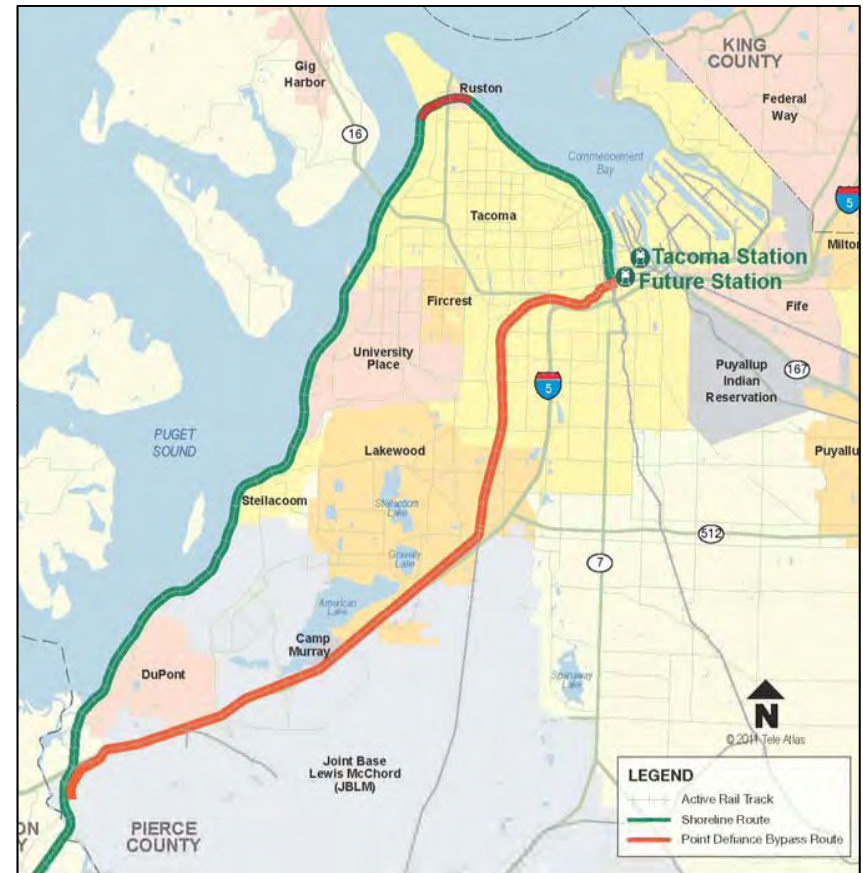 KING
COUNTY
Gig
Harbor
Ruston
Federal
Way
16
Commencement
Bay
5
Tacoma
Milton
Tacoma Station
Future Station
Fircrest
Fife
University
Place
5
Puyallup
Indian
Reservation
167
PUGET
SOUND
Lakewood
Puyallu
Steilacoom
Steilacoom
Lake
512
Gravelly
Lake
7
American
Lake
Camp
Murray
DuPont
Spanaway
Lake
N
© 2011 Tele Atlas
Joint Base
Lewis McChord
(JBLM)
LEGEND
Active Rail Track
Shoreline Route
Point Defiance Bypass Route
ON
Y
PIERCE
COUNTY